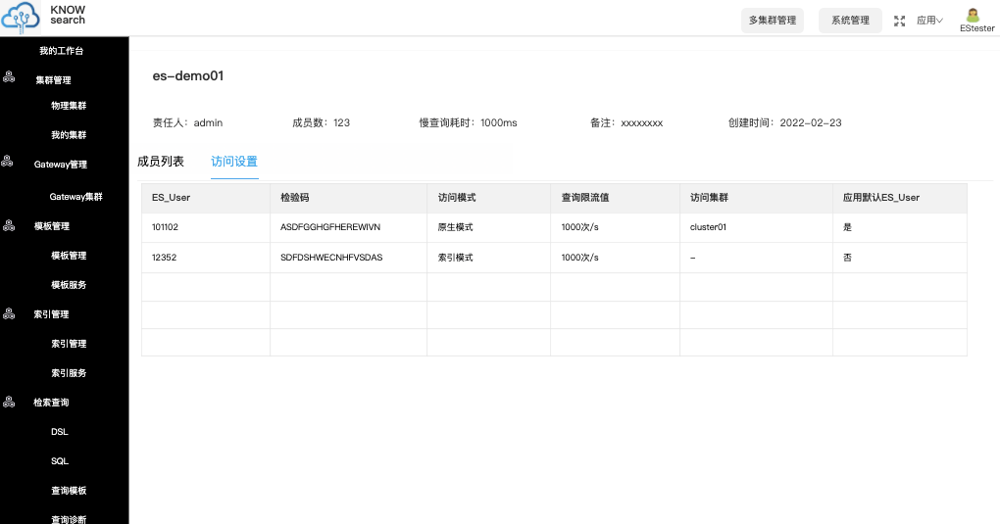 KNOW
search
多集群管理
系统管理
应用
EStester
我的工作台
集群管理
物理集群
我的集群
Gateway管理
Gateway集群
模板管理
模板管理
模板服务
索引管理
索引管理
索引服务
检索查询
DSL
SQL
查询模板
查询诊断
es-demo01
责任人：admin 成员数：123 慢查询耗时：1000ms 备注：xxxxxxxx 创建时间：2022-02-23
成员列表 访问设置
ES_User 检验码 访问模式 查询限流值 访问集群 应用默认ES_User
101102 ASDFGGHGFHEREWIVN 原生模式 1000次/s cluster01 是
12352 SDFDSHWECNHFVSDAS 索引模式 1000次/s - 否